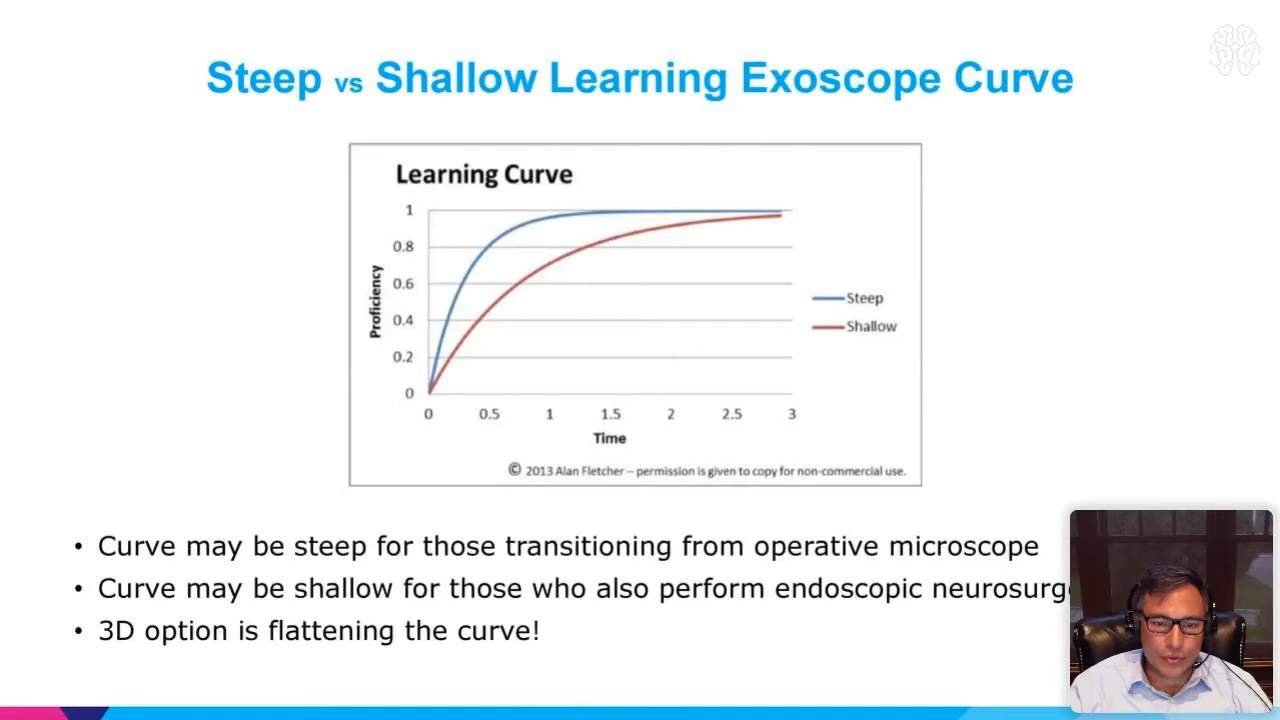 Steep vs Shallow Learning Exoscope Curve
Learning Curve
1
0.8
0.6
0.4
0.2
0
Proficiency
0
0.5
1
1.5
2
2.5
3
Time
Steep
Shallow
© 2013 Alan Fletcher – permission is given to copy for non-commercial use.
• Curve may be steep for those transitioning from operative microscope
• Curve may be shallow for those who also perform endoscopic
• 3D option is flattening the curve!